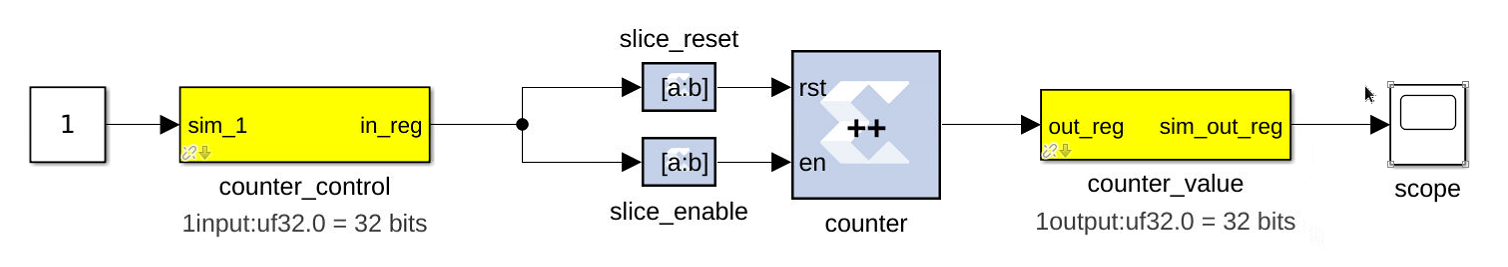 slice_reset
1
sim_1 in_reg
counter_control
1input:uf32.0 = 32 bits
[a:b]
[a:b]
slice_enable
rst
++
en
counter
out_reg sim_out_reg
counter_value
1output:uf32.0 = 32 bits
scope